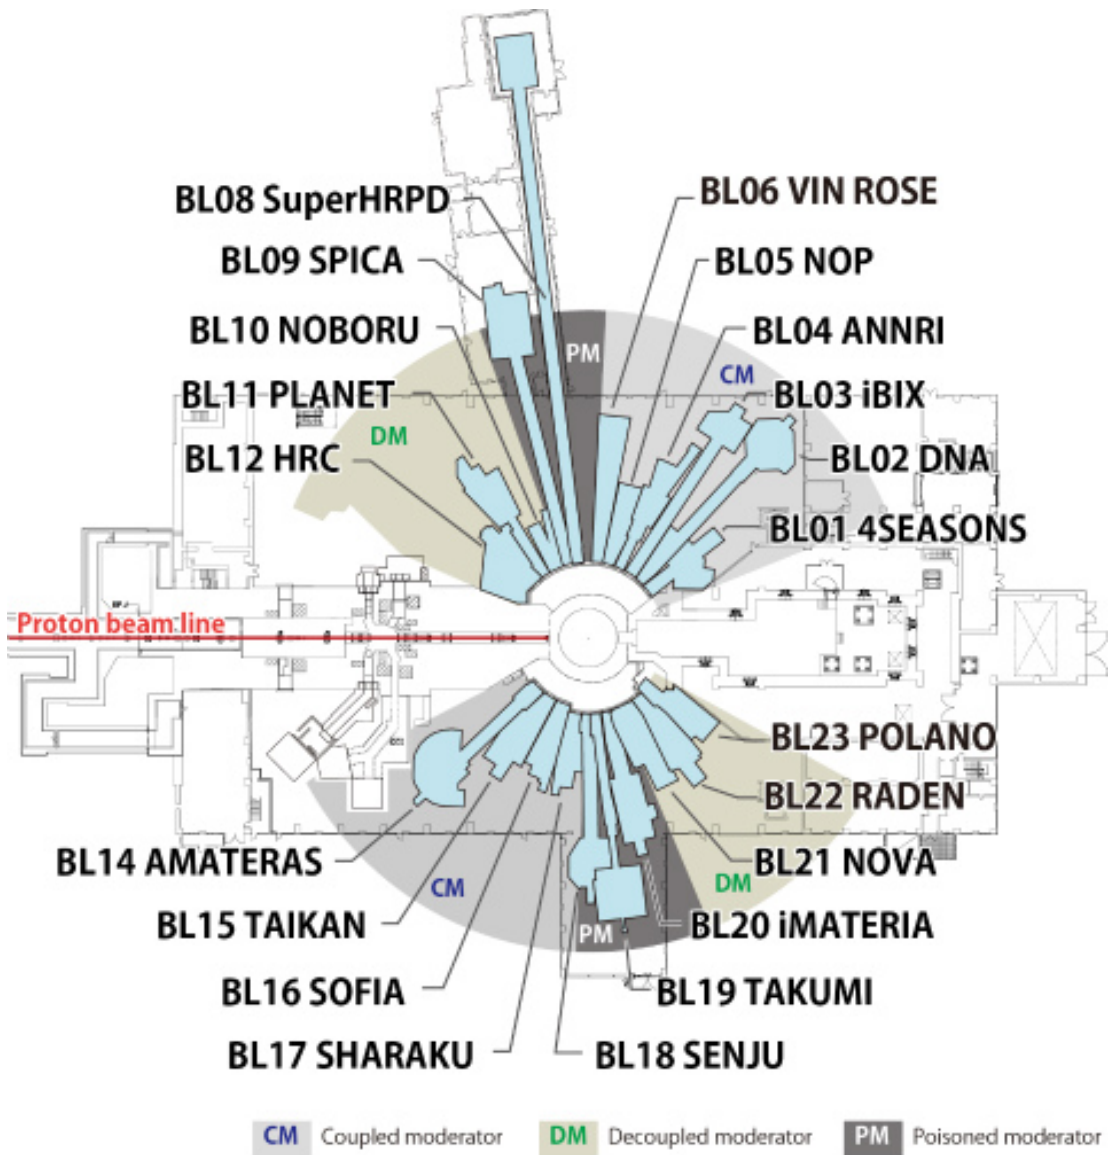 BL08 SuperHRPD
BL06 VIN ROSE
BL09 SPICA
BL05 NOP
BL10 NOBORU
PM
BL04 ANNRI
BL11 PLANET
CM
BL03 iBIX
DM
BL12 HRC
BL02 DNA
BL01 4SEASONS
Proton beam line
BL23 POLANO
BL22 RADEN
BL14 AMATERAS
BL21 NOVA
CM
DM
BL15 TAIKAN
PM
BL20 iMATERIA
BL16 SOFIA
BL19 TAKUMI
BL17 SHARAKU
BL18 SENJU
CM Coupled moderator
DM Decoupled moderator
PM Poisoned moderator